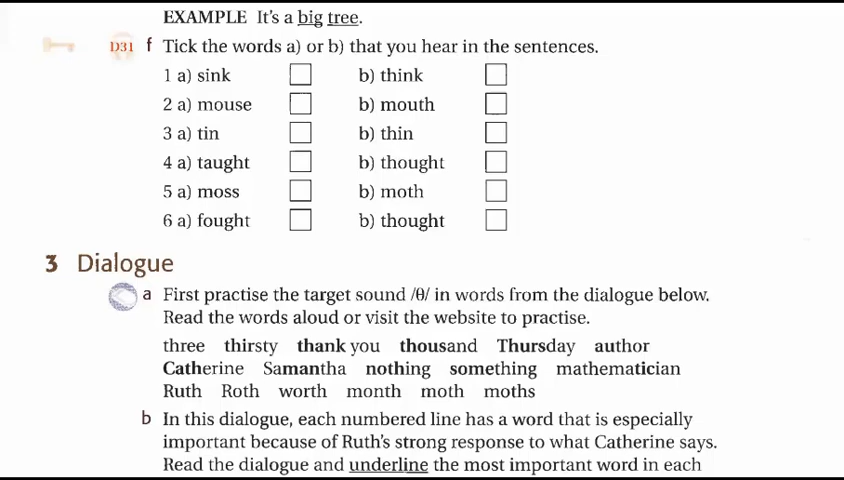 EXAMPLE It's a big tree.
D31 f Tick the words a) or b) that you hear in the sentences.
1 a) sink b) think
2 a) mouse b) mouth
3 a) tin b) thin
4 a) taught b) thought
5 a) moss b) moth
6 a) fought b) thought
3 Dialogue
a First practise the target sound /θ/ in words from the dialogue below.
Read the words aloud or visit the website to practise.
three thirsty thank you thousand Thursday author
Catherine Samantha nothing something mathematician
Ruth Roth worth month moth moths
b In this dialogue, each numbered line has a word that is especially
important because of Ruth's strong response to what Catherine says.
Read the dialogue and underline the most important word in each